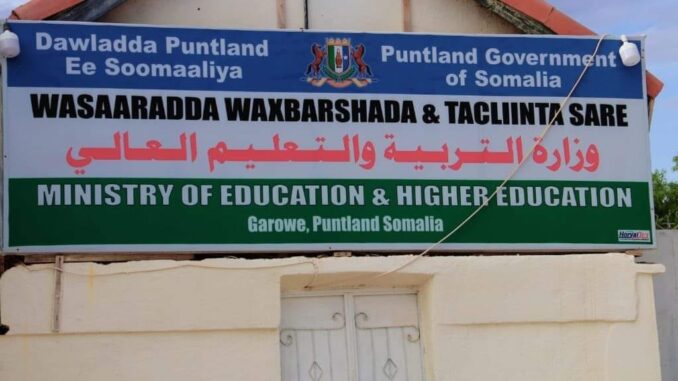 Dawladda Puntland
Ee Soomaaliya
Puntland Government
of Somalia
WASAARADDA WAXBARSHADA & TACLIINTA SARE
وزارة التربية والتعليم العالي
MINISTRY OF EDUCATION & HIGHER EDUCATION
Garowe, Puntland Somalia